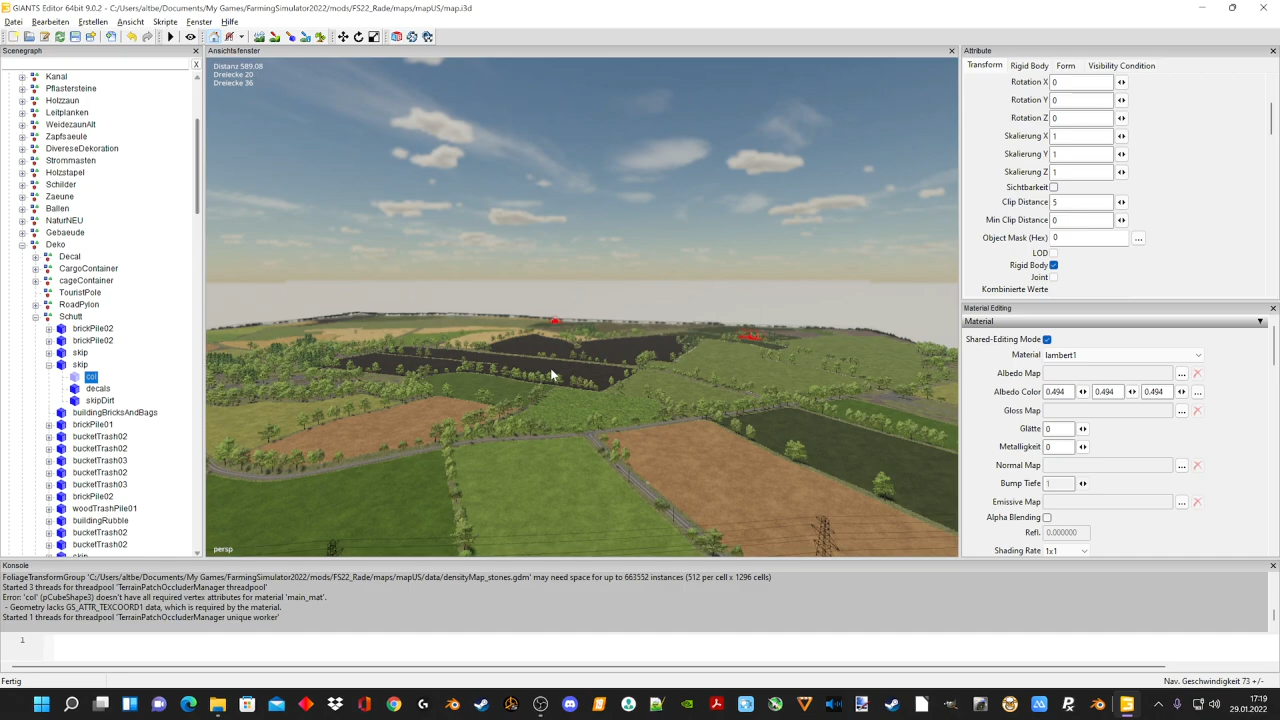 GIANTS Editor 64bit 9.0.2 - C:/Users/altbe/Documents/My Games/FarmingSimulator2022/mods/FS22_Rade/maps/mapUS/map.i3d
Datei Bearbeiten Erstellen Ansicht Skripte Fenster Hilfe
Scenegraph
X
Kanal
Pflastersteine
Holzzaun
Leitplanken
WeidezaunAlt
Zapfsaeule
DivereseDekoration
Strommasten
Holzstapel
Schilder
Zaeune
Ballen
NaturNEU
Gebaeude
Deko
Decal
CargoContainer
cageContainer
TouristPole
RoadPylon
Schutt
brickPile02
brickPile02
skip
skip
col
decals
skipDirt
buildingBricksAndBags
brickPile01
bucketTrash02
bucketTrash02
bucketTrash03
bucketTrash02
bucketTrash03
brickPile02
woodTrashPile01
buildingRubble
bucketTrash02
bucketTrash02
skip
Ansichtsfenster
Distanz 589.08
Dreiecke 20
Dreiecke 36
persp
Attribute
Transform Rigid Body Form Visibility Condition
Rotation X 0
Rotation Y 0
Rotation Z 0
Skalierung X 1
Skalierung Y 1
Skalierung Z 1
Sichtbarkeit
Clip Distance 5
Min Clip Distance 0
Object Mask (Hex) 0 ...
LOD
Rigid Body
Joint
Kombinierte Werte
Material Editing
Material
Shared-Editing Mode
Material lambert1
Albedo Map ...
Albedo Color 0.494 0.494 0.494 ...
Gloss Map ...
Glätte 0
Metalligkeit 0
Normal Map ...
Bump Tiefe 1
Emissive Map ...
Alpha Blending
Refl. 0.000000
Shading Rate 1x1
Konsole
FoliageTransformGroup 'C:/Users/altbe/Documents/My Games/FarmingSimulator2022/mods/FS22_Rade/maps/mapUS/data/densityMap_stones.gdm' may need space for up to 663552 instances (512 per cell x 1296 cells)
Started 3 threads for threadpool 'TerrainPatchOccluderManager threadpool'
Error: 'col' (pCubeShape3) doesn't have all required vertex attributes for material 'main_mat'.
- Geometry lacks GS_ATTR_TEXCOORD1 data, which is required by the material.
Started 1 threads for threadpool 'TerrainPatchOccluderManager unique worker'
1
Fertig
Nav. Geschwindigkeit 73 +/-
17:19
29.01.2022